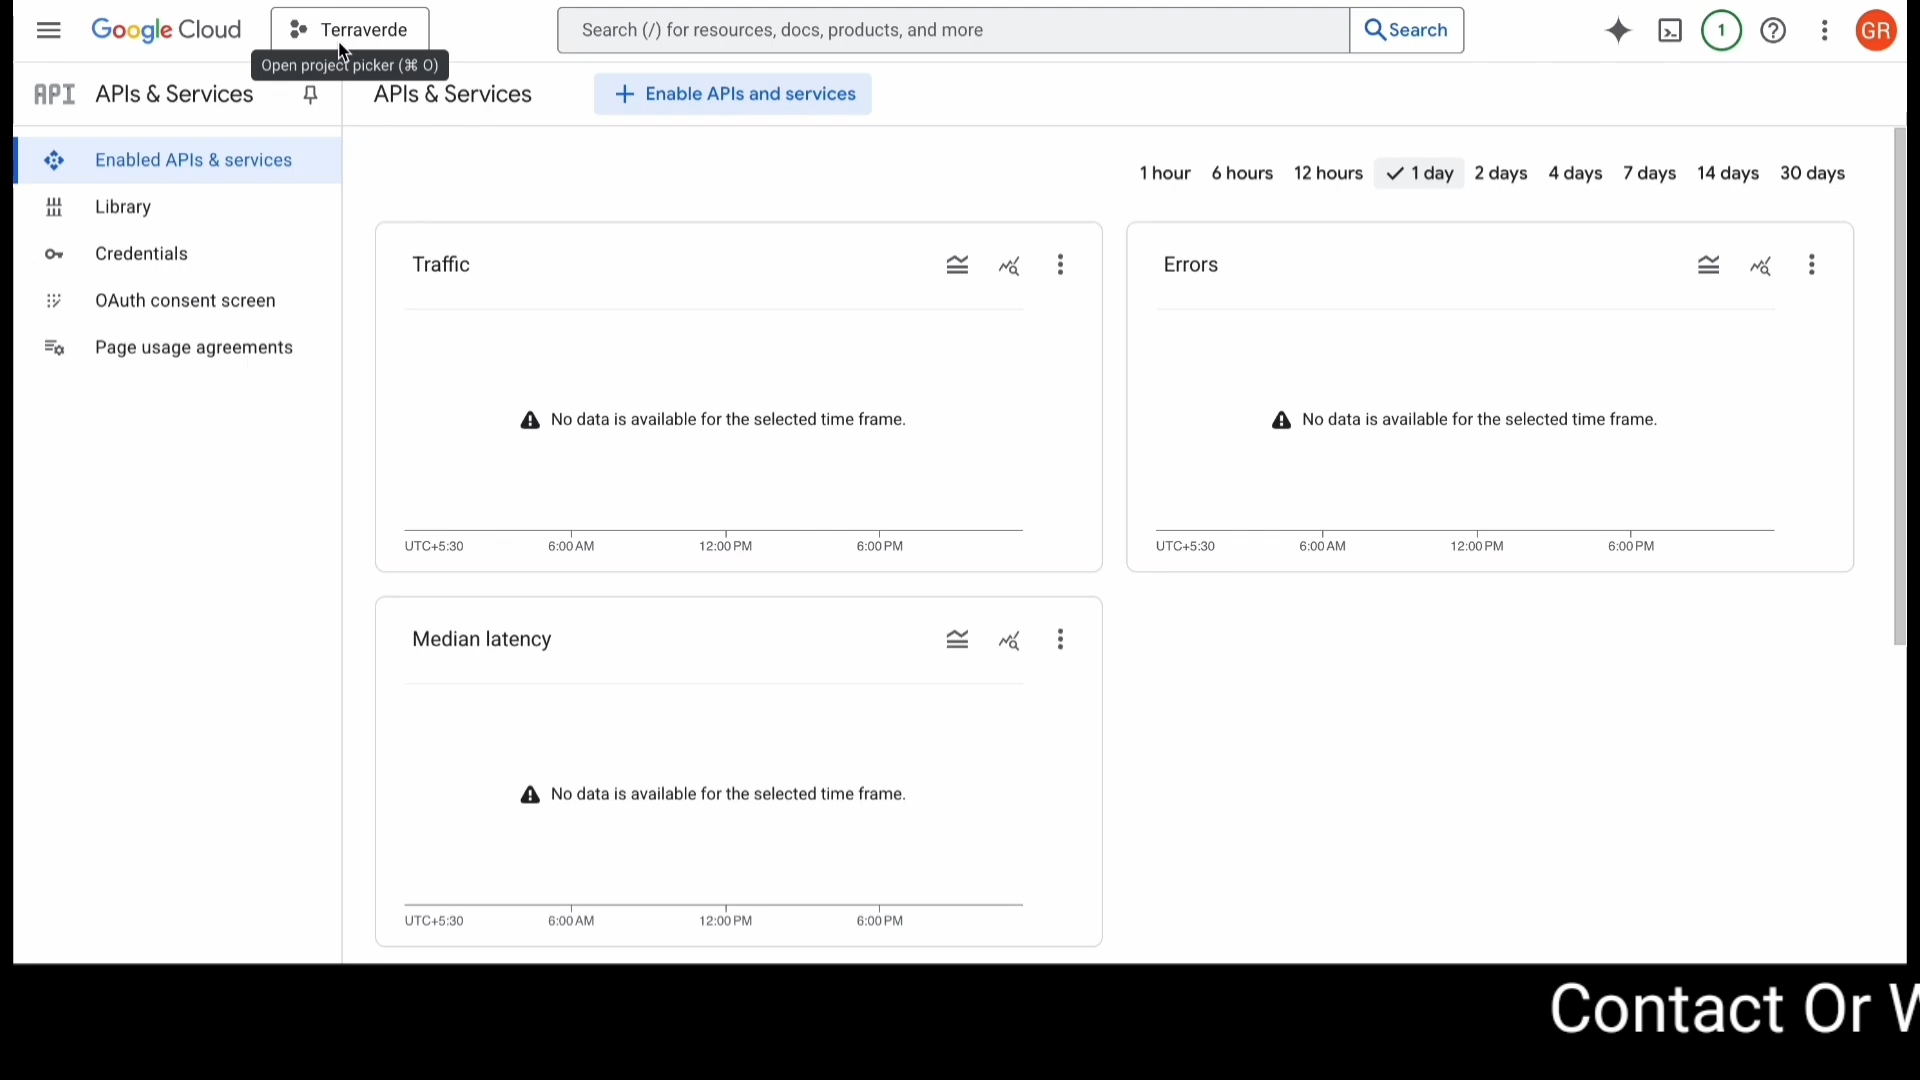 Google Cloud
Terraverde
Search (/) for resources, docs, products, and more
Search
1
GR
Open project picker (⌘ O)
API
APIs & Services
APIs & Services
Enable APIs and services
Enabled APIs & services
Library
Credentials
OAuth consent screen
Page usage agreements
1 hour 6 hours 12 hours 1 day 2 days 4 days 7 days 14 days 30 days
Traffic
No data is available for the selected time frame.
UTC+5:30 6:00 AM 12:00 PM 6:00 PM
Errors
No data is available for the selected time frame.
UTC+5:30 6:00 AM 12:00 PM 6:00 PM
Median latency
No data is available for the selected time frame.
UTC+5:30 6:00 AM 12:00 PM 6:00 PM
Contact Or